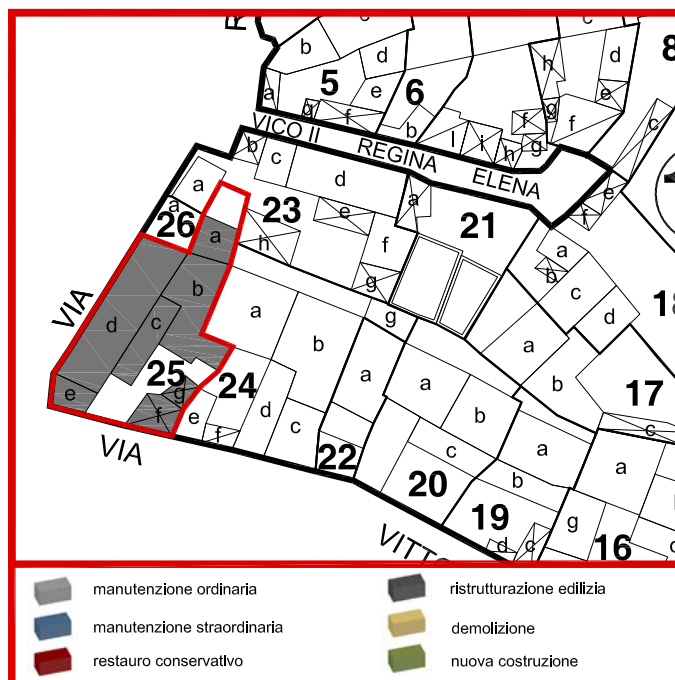 R
b
c
d
h
d
8
5
6
a
g
f
e
b
l
i
h
f
g
g
f
e
c
VICO II REGINA ELENA
b
c
d
a
a
26
23
e
f
h
g
a
21
e
f
a
b
c
d
18
a
b
c
d
e
25
g
f
24
a
b
d
c
e
f
g
a
22
a
b
c
20
a
b
17
c
a
b
19
d
c
a
g
16
VIA
VIA
VITTO
manutenzione ordinaria
manutenzione straordinaria
restauro conservativo
ristrutturazione edilizia
demolizione
nuova costruzione